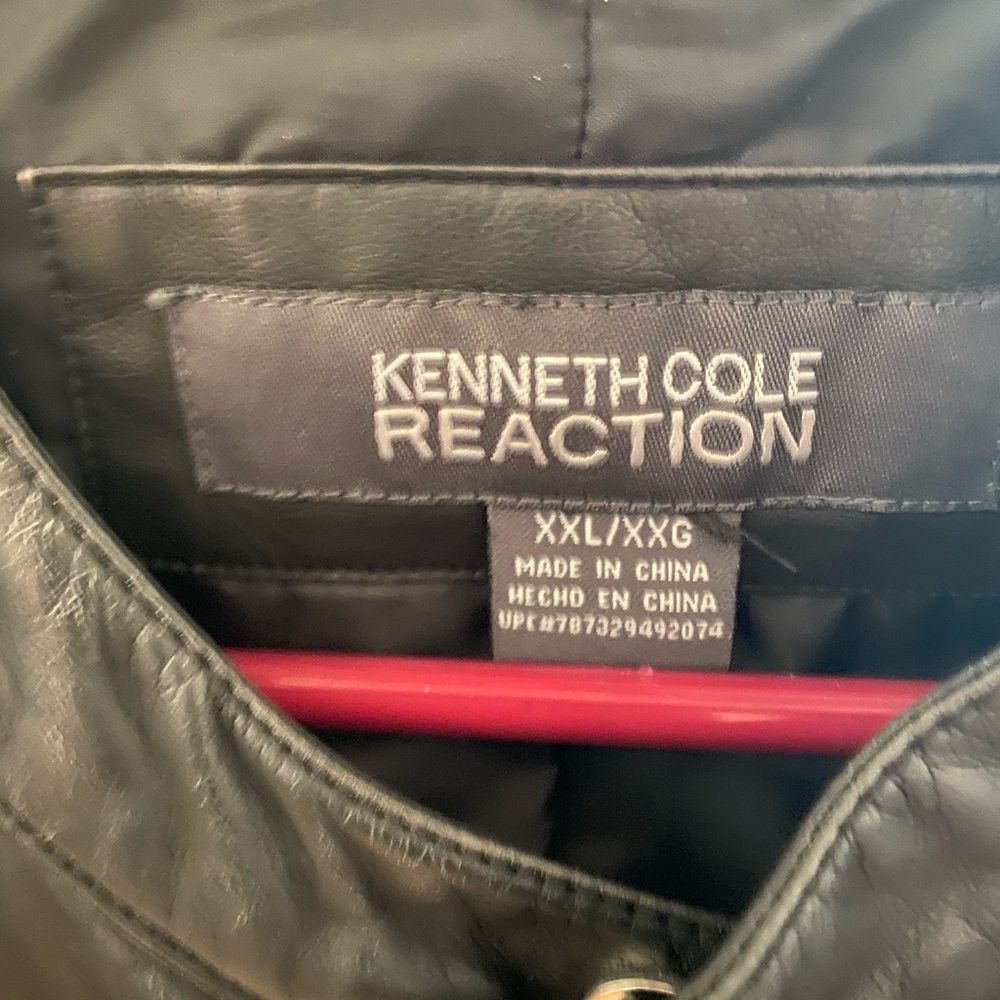 KENNETH COLE
REACTION
XXL/XXG
MADE IN CHINA
HECHO EN CHINA
UPC#787329492074